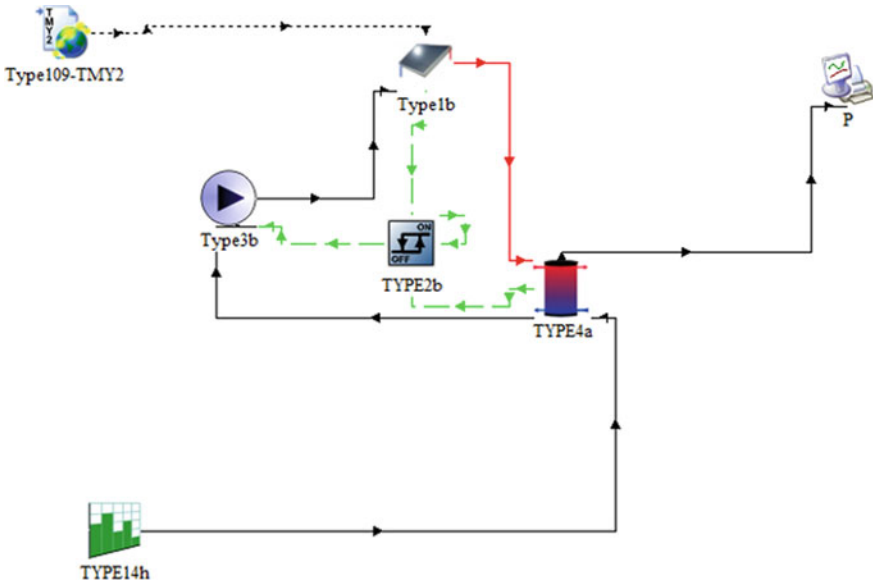 TMY2
Type109-TMY2
Type1b
P
Type3b
ON
OFF
TYPE2b
TYPE4a
TYPE14h